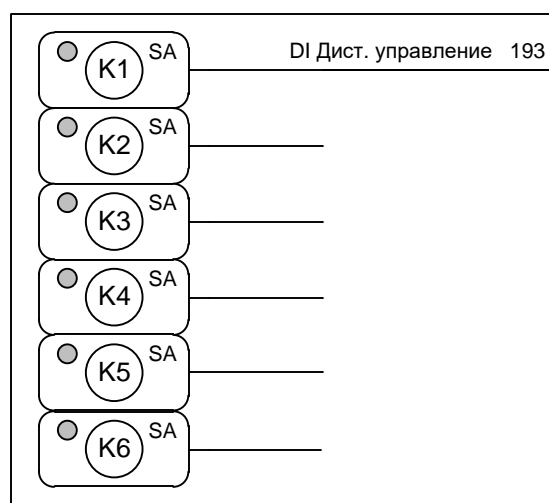 K1 SA DI Дист. управление 193
K2 SA
K3 SA
K4 SA
K5 SA
K6 SA